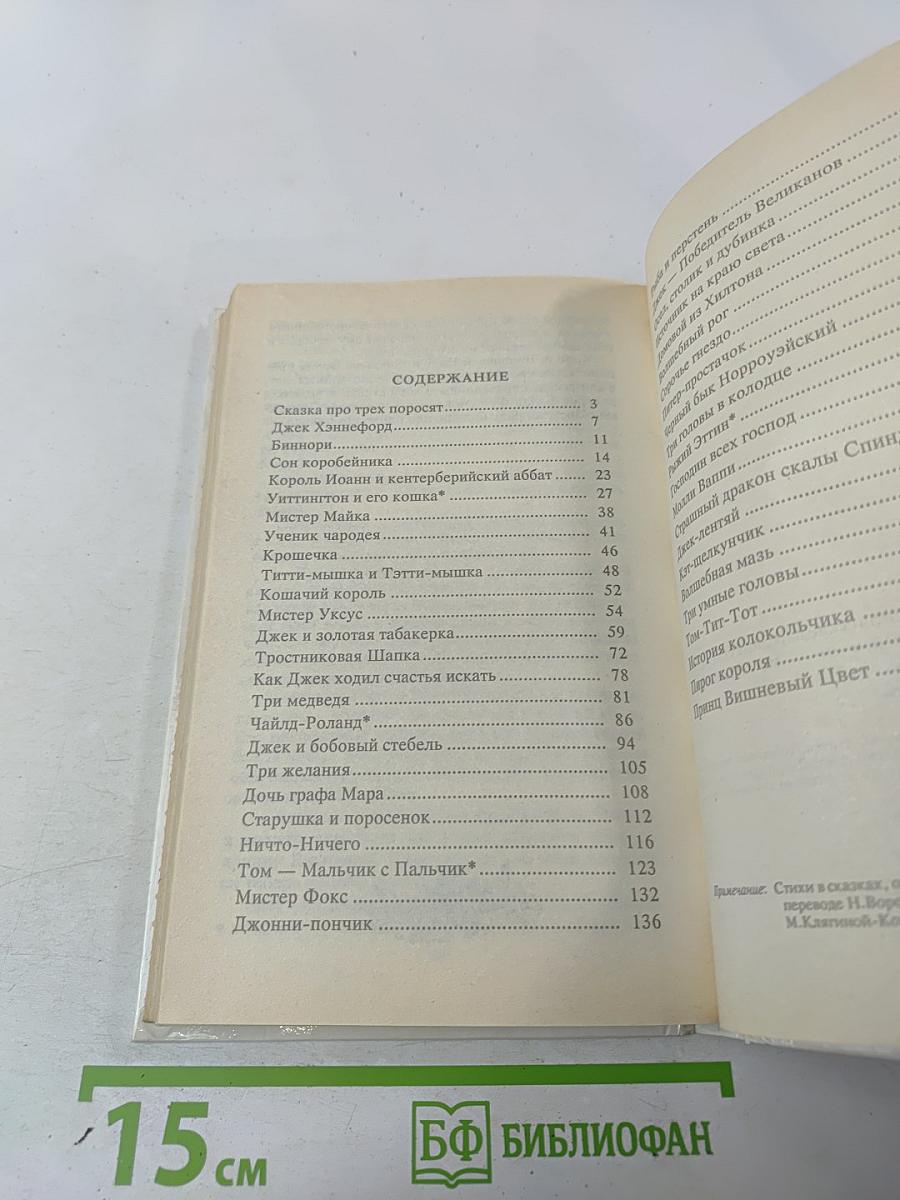 СОДЕРЖАНИЕ
Сказка про трех поросят ........ 3
Джек Хэннефорд ........ 7
Биннори ........ 11
Сон коробейника ........ 14
Король Иоанн и кентерберийский аббат ........ 23
Уиттингтон и его кошка* ........ 27
Мистер Майка ........ 38
Ученик чародея ........ 41
Крошечка ........ 46
Титти-мышка и Тэтти-мышка ........ 48
Кошачий король ........ 52
Мистер Уксус ........ 54
Джек и золотая табакерка ........ 59
Тростниковая Шапка ........ 72
Как Джек ходил счастья искать ........ 78
Три медведя ........ 81
Чайлд-Роланд* ........ 86
Джек и бобовый стебель ........ 94
Три желания ........ 105
Дочь графа Мара ........ 108
Старушка и поросенок ........ 112
Ничто-Ничего ........ 116
Том — Мальчик с Пальчик* ........ 123
Мистер Фокс ........ 132
Джонни-пончик ........ 136
и перстень ........
Джек — Победитель Великанов ........
Осел, столик и дубинка ........
Источник на краю света ........
Домовой из Хилтона ........
Волшебный рог ........
Сорочье гнездо ........
Питер-простачок ........
Черный бык Норроуэйский ........
Три головы в колодце ........
Рыжий Эттин* ........
Господин всех господ ........
Молли Ваппи ........
Страшный дракон скалы
Джек-лентяй ........
Кэт-щелкунчик ........
Волшебная мазь ........
Три умные головы ........
Том-Тит-Тот ........
История колокольчика ........
Пирог короля ........
Принц Вишневый Цвет ........
Примечание: Стихи в сказках,
переводе Н.
М.
15 см
БФ БИБЛИОФАН